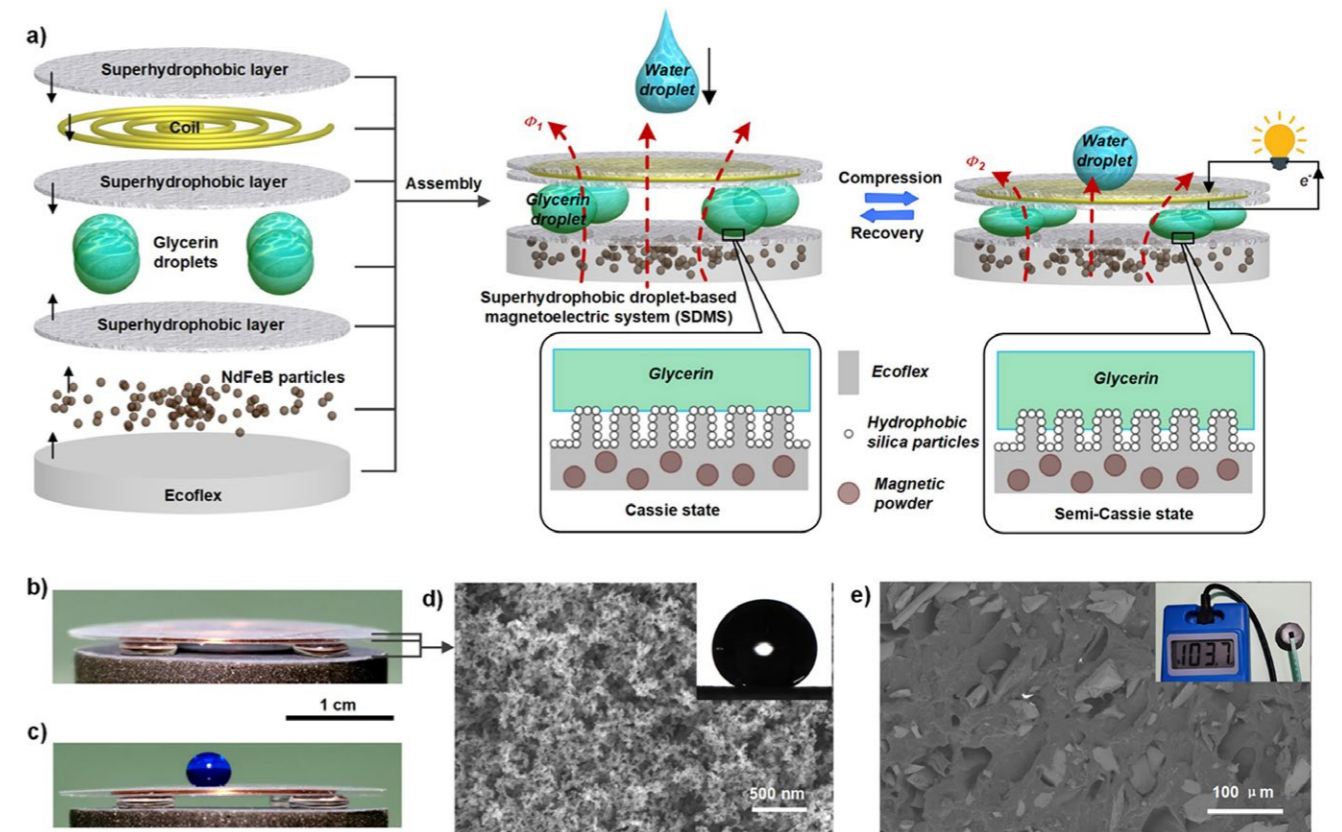 a)
Superhydrophobic layer
Coil
Superhydrophobic layer
Glycerin
droplets
Superhydrophobic layer
NdFeB particles
Ecoflex
Assembly
Water
droplet
Φ1
Glycerin
droplet
Superhydrophobic droplet-based
magnetoelectric system (SDMS)
Compression
Recovery
Water
droplet
Φ2
e-
Glycerin
Cassie state
Ecoflex
Hydrophobic
silica particles
Magnetic
powder
Glycerin
Semi-Cassie state
b)
1 cm
c)
d)
500 nm
e)
103.7
100 μm